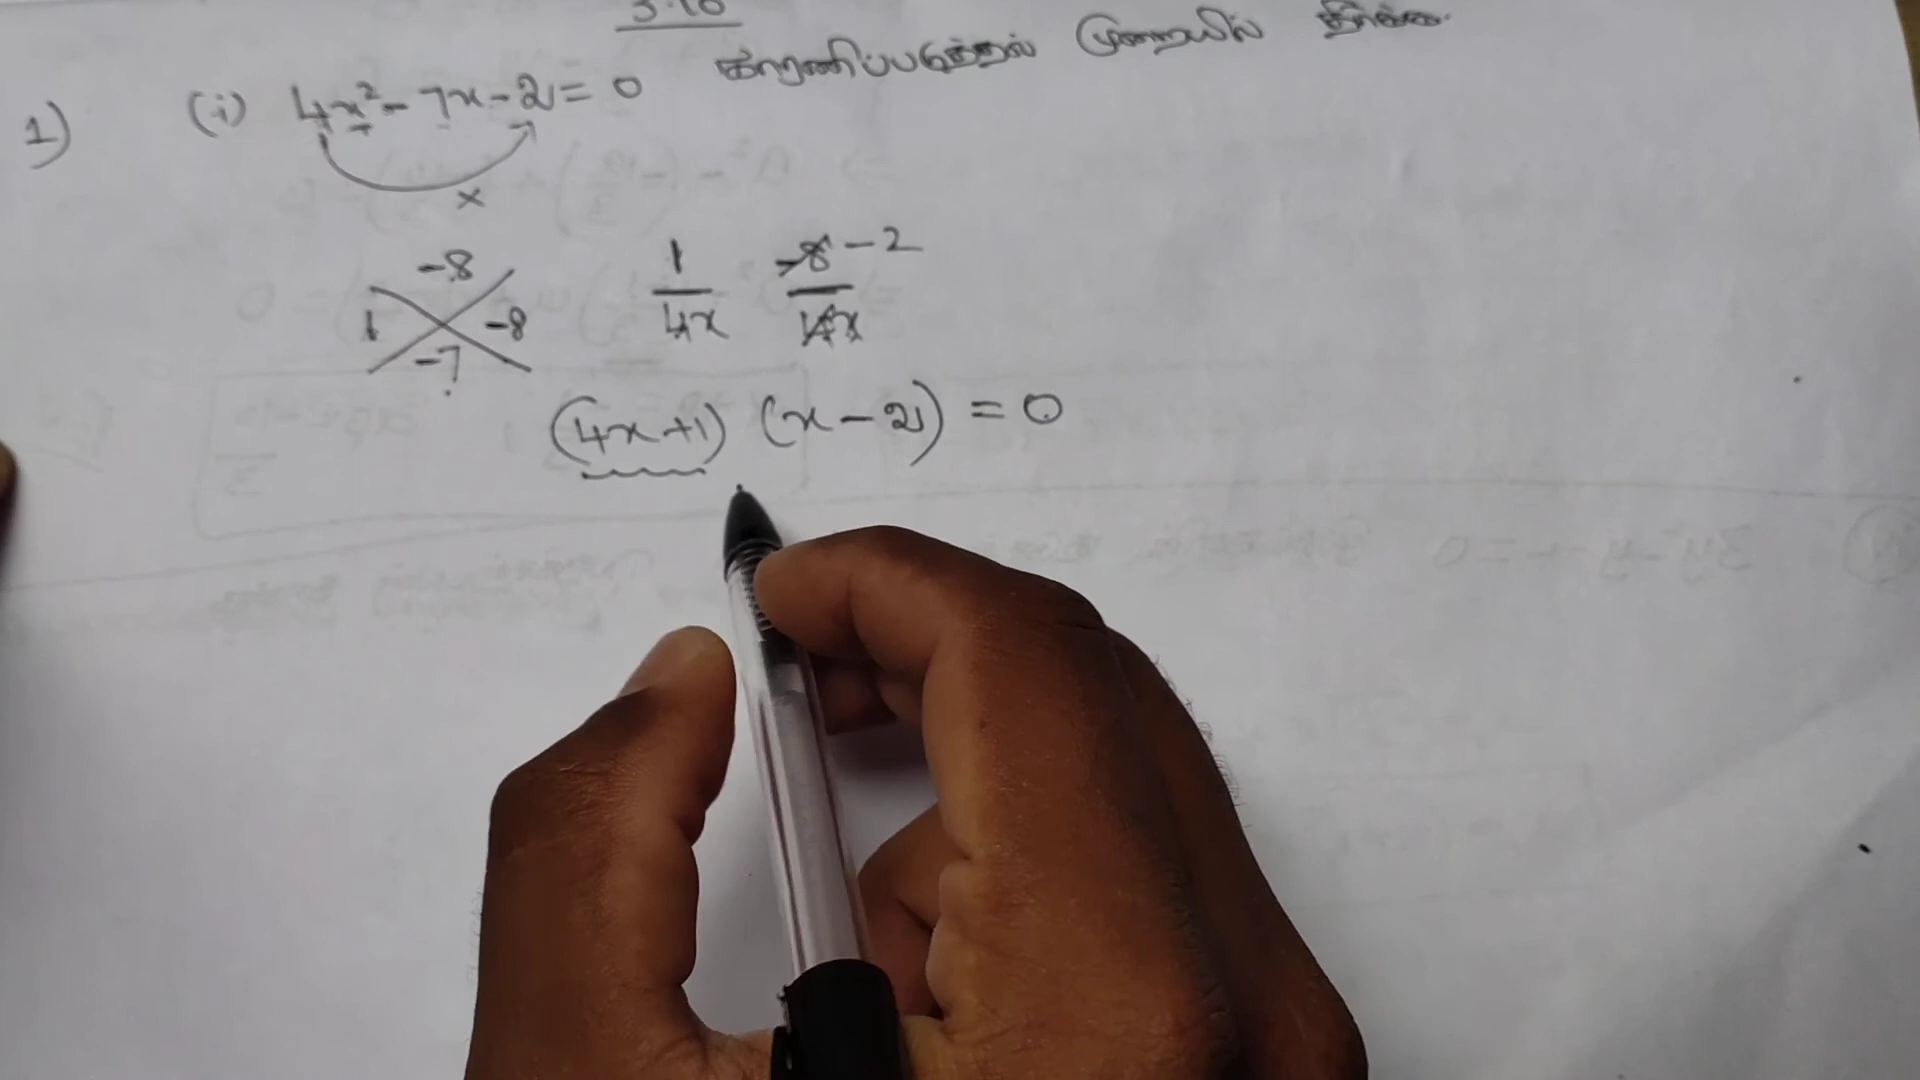 3.10
1) (i) 4x² - 7x - 2 = 0 காரணிப்படுத்தல் முறையில் தீர்க்க.
x
-8 1/4x -8/4x -2
1 -8
-7
(4x+1) (x-2) = 0